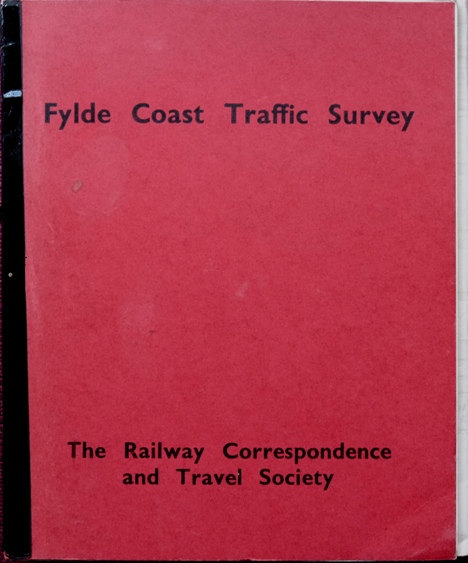 Fylde Coast Traffic Survey
The Railway Correspondence
and Travel Society